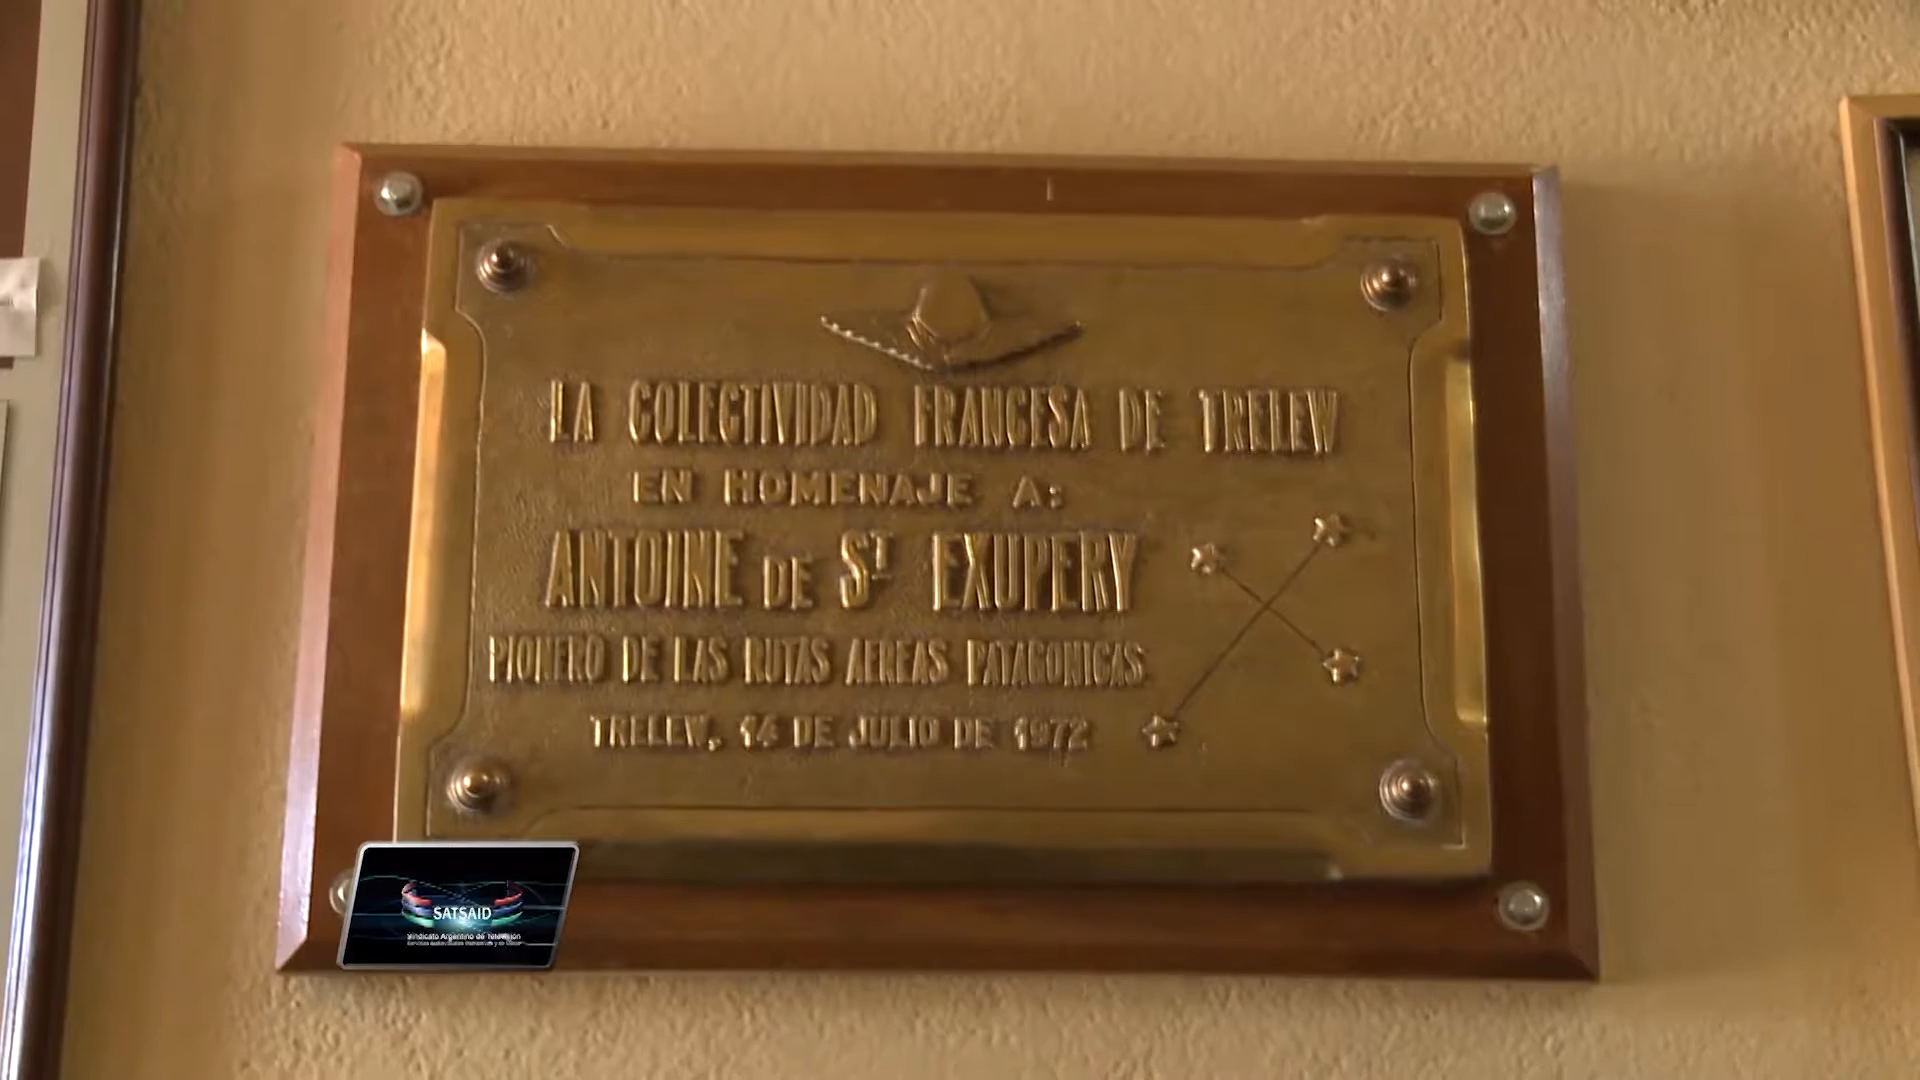 LA COLECTIVIDAD FRANCESA DE TRELEW
EN HOMENAJE A:
ANTOINE DE ST EXUPERY
PIONERO DE LAS RUTAS AEREAS PATAGONICAS
TRELEW, 14 DE JULIO DE 1972
SATSAID
Sindicato Argentino de Televisión